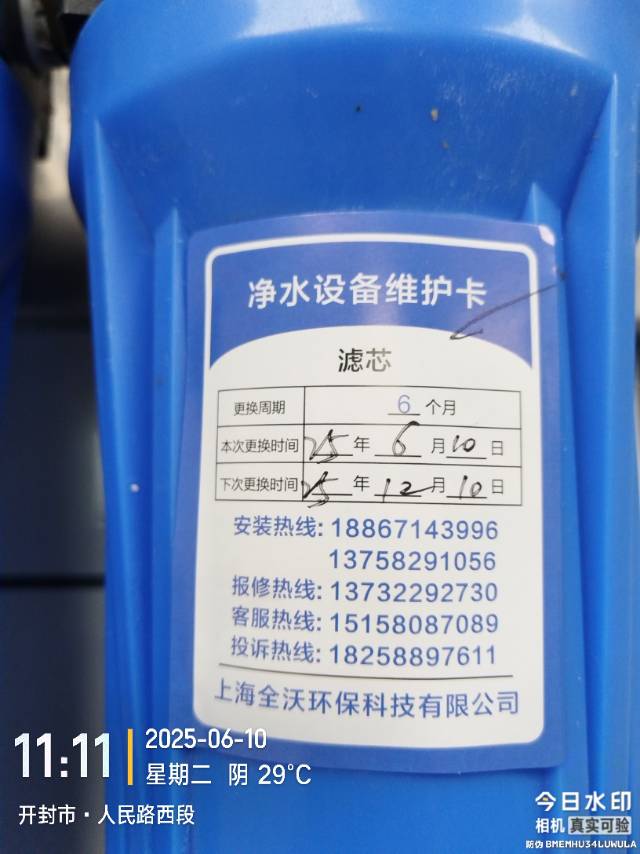 净水设备维护卡
滤芯
更换周期 6 个月
本次更换时间 25 年 6 月 10 日
下次更换时间 25 年 12 月 10 日
安装热线: 18867143996
13758291056
报修热线: 13732292730
客服热线: 15158087089
投诉热线: 18258897611
上海全沃环保科技有限公司
11:11
2025-06-10
星期二 阴 29℃
开封市·人民路西段
今日水印
相机 真实可验
防伪 BMEMHU34LUWULA